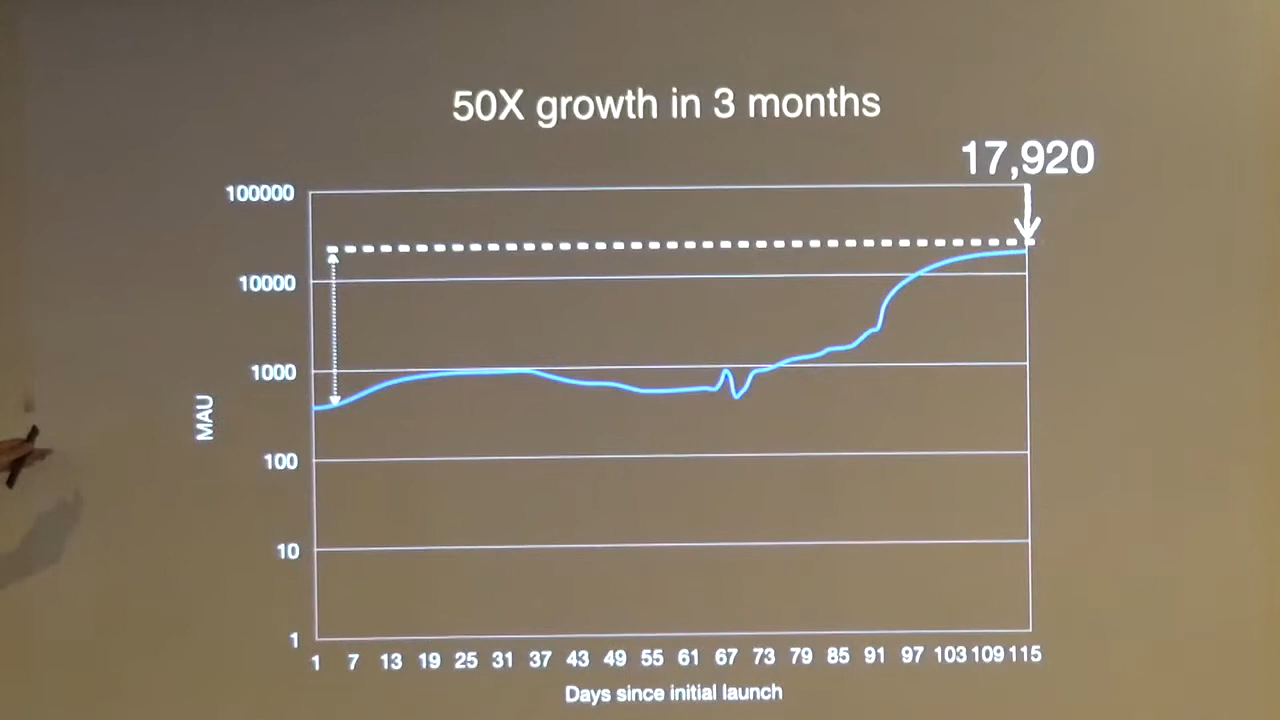 50X growth in 3 months
17,920
100000
10000
1000
100
10
1
MAU
1 7 13 19 25 31 37 43 49 55 61 67 73 79 85 91 97 103 109 115
Days since initial launch